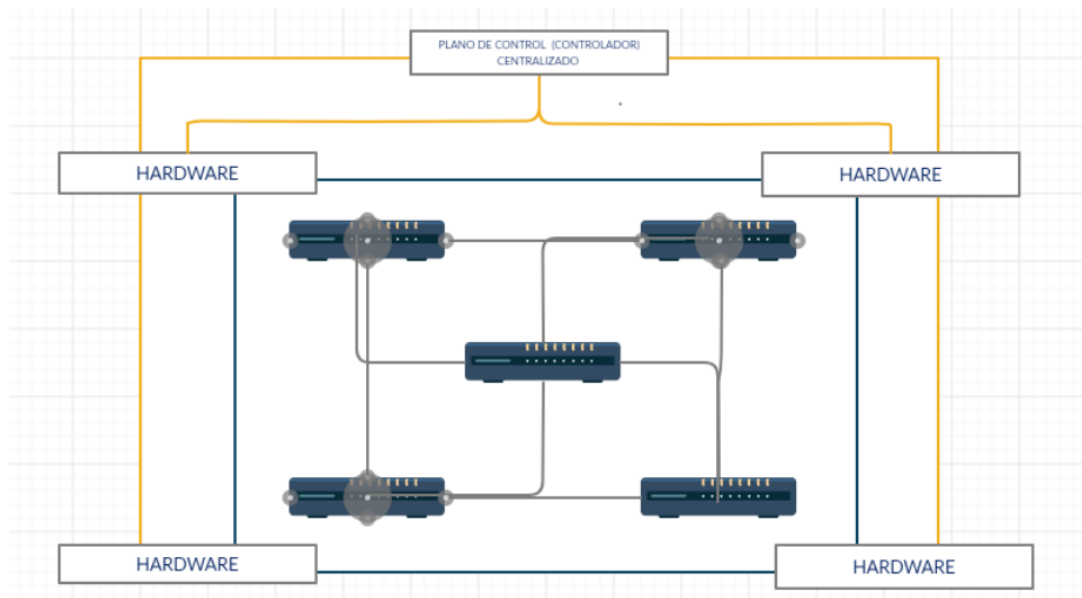 PLANO DE CONTROL (CONTROLADOR)
CENTRALIZADO
HARDWARE
HARDWARE
HARDWARE
HARDWARE